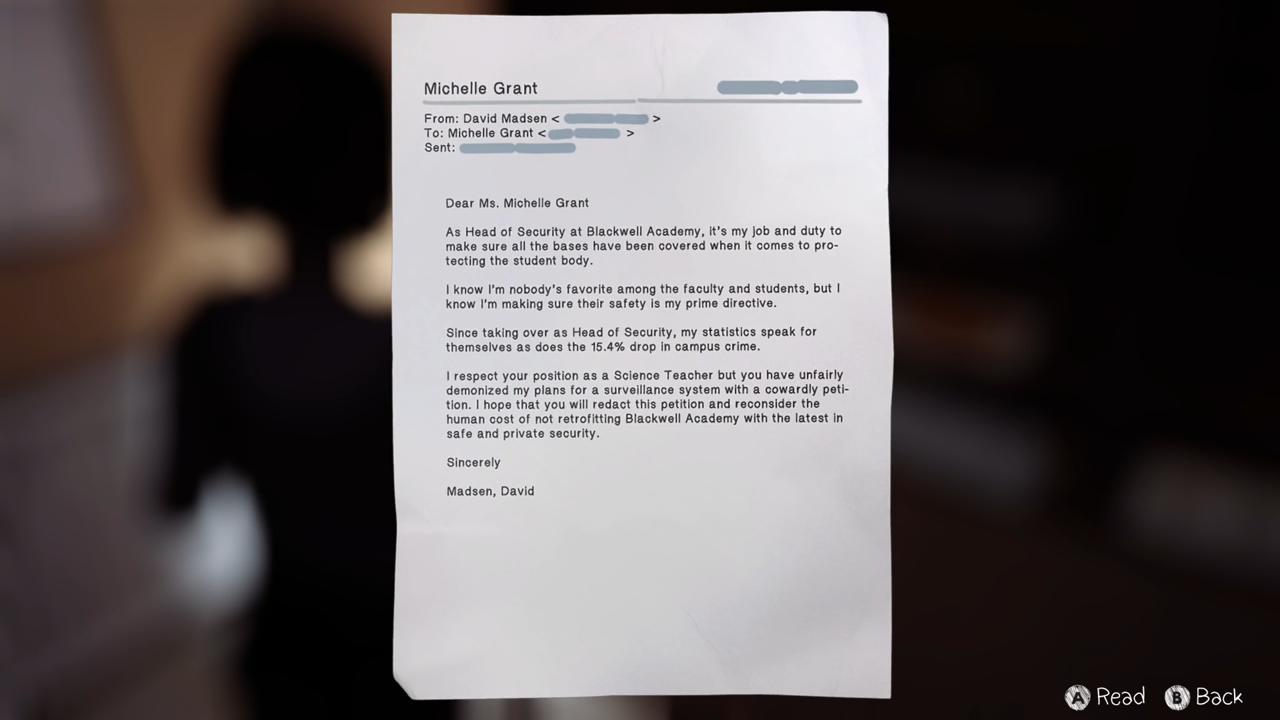 Michelle Grant
From: David Madsen < >
To: Michelle Grant < >
Sent:
Dear Ms. Michelle Grant
As Head of Security at Blackwell Academy, it's my job and duty to
make sure all the bases have been covered when it comes to pro-
tecting the student body.
I know I'm nobody's favorite among the faculty and students, but I
know I'm making sure their safety is my prime directive.
Since taking over as Head of Security, my statistics speak for
themselves as does the 15.4% drop in campus crime.
I respect your position as a Science Teacher but you have unfairly
demonized my plans for a surveillance system with a cowardly peti-
tion. I hope that you will redact this petition and reconsider the
human cost of not retrofitting Blackwell Academy with the latest in
safe and private security.
Sincerely
Madsen, David
A Read B Back